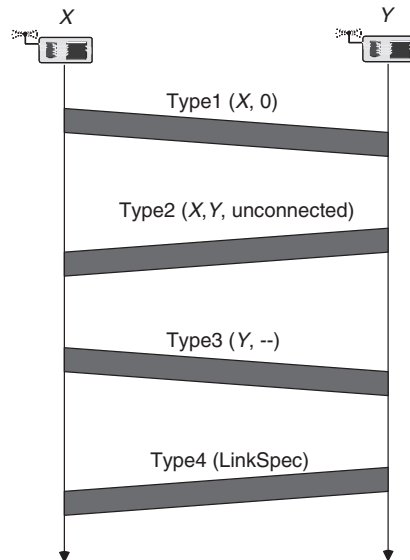 X
Y
Type1 (X, 0)
Type2 (X,Y, unconnected)
Type3 (Y, --)
Type4 (LinkSpec)